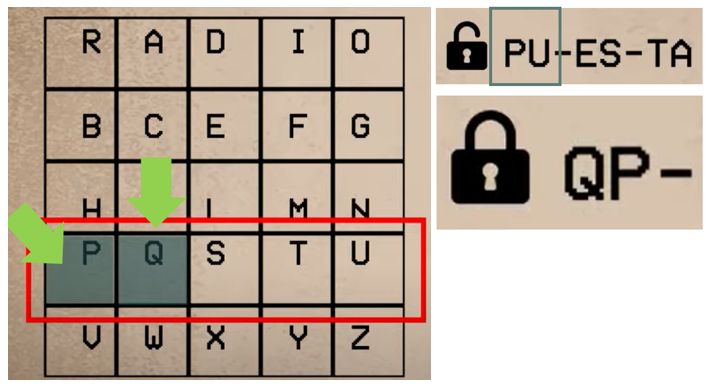 R A D I O
B C E F G
H L M N
P Q S T U
V W X Y Z
PU-ES-TA
QP-